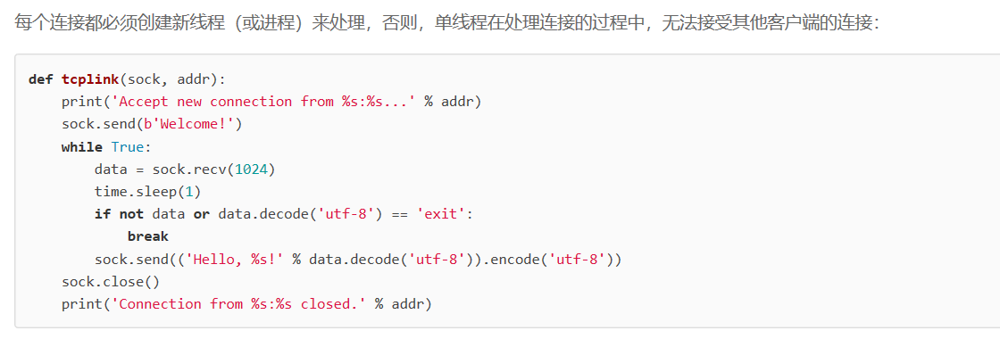 每个连接都必须创建新线程（或进程）来处理，否则，单线程在处理连接的过程中，无法接受其他客户端的连接：
def tcplink(sock, addr):
    print('Accept new connection from %s:%s...' % addr)
    sock.send(b'Welcome!')
    while True:
        data = sock.recv(1024)
        time.sleep(1)
        if not data or data.decode('utf-8') == 'exit':
            break
        sock.send(('Hello, %s!' % data.decode('utf-8')).encode('utf-8'))
    sock.close()
    print('Connection from %s:%s closed.' % addr)